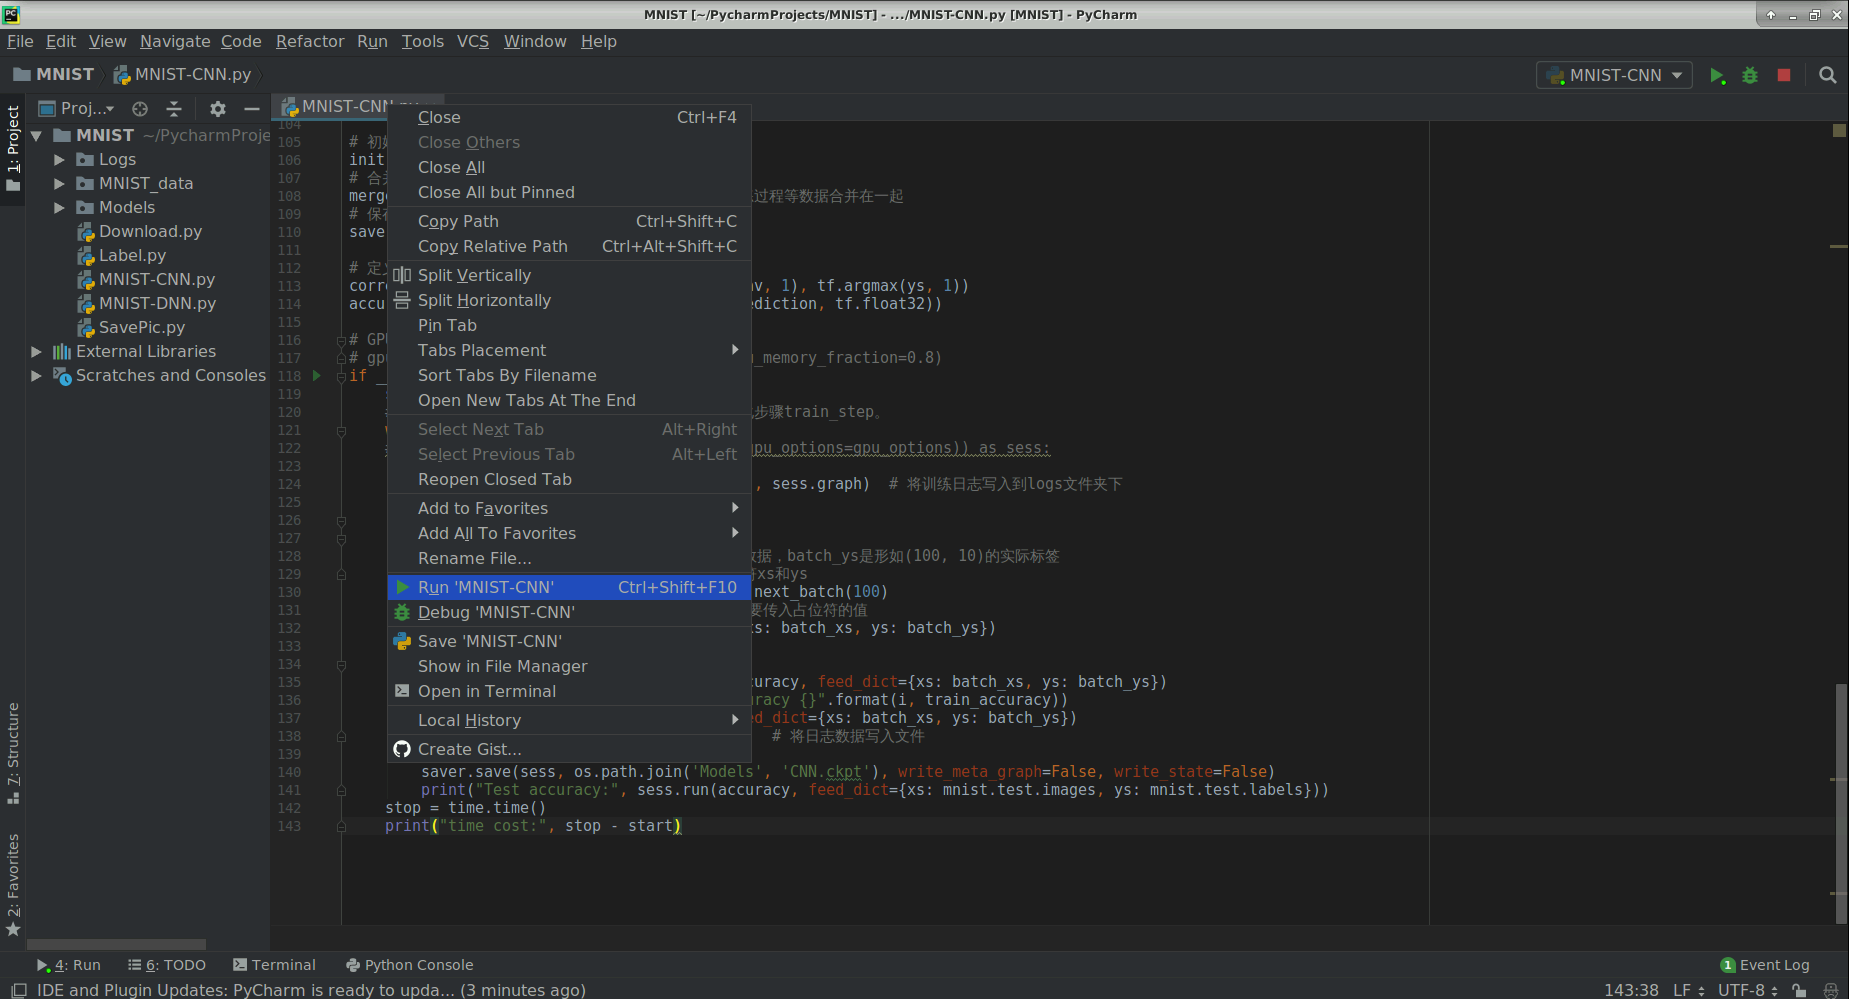 MNIST [~/PycharmProjects/MNIST] - .../MNIST-CNN.py [MNIST] - PyCharm
File Edit View Navigate Code Refactor Run Tools VCS Window Help
MNIST MNIST-CNN.py
MNIST-CNN
1: Project
Proj...
MNIST ~/PycharmProje
Logs
MNIST_data
Models
Download.py
Label.py
MNIST-CNN.py
MNIST-DNN.py
SavePic.py
External Libraries
Scratches and Consoles
7: Structure
2: Favorites
MNIST-CNN.py
Close Ctrl+F4
Close Others
Close All
Close All but Pinned
Copy Path Ctrl+Shift+C
Copy Relative Path Ctrl+Alt+Shift+C
Split Vertically
Split Horizontally
Pin Tab
Tabs Placement
Sort Tabs By Filename
Open New Tabs At The End
Select Next Tab Alt+Right
Select Previous Tab Alt+Left
Reopen Closed Tab
Add to Favorites
Add All To Favorites
Rename File...
Run 'MNIST-CNN' Ctrl+Shift+F10
Debug 'MNIST-CNN'
Save 'MNIST-CNN'
Show in File Manager
Open in Terminal
Local History
Create Gist...
104
105 # 初
106 init
107 # 合
108 merg 过程等数据合并在一起
109 # 保
110 save
111
112 # 定
113 corre v, 1), tf.argmax(ys, 1))
114 accu ediction, tf.float32))
115
116 # GP
117 # gp _memory_fraction=0.8)
118 if _
119
120 步骤train_step。
121
122 gpu_options=gpu_options)) as sess:
123
124 , sess.graph) # 将训练日志写入到logs文件夹下
125
126
127
128 据，batch_ys是形如(100, 10)的实际标签
129 xs和ys
130 next_batch(100)
131 要传入占位符的值
132 s: batch_xs, ys: batch_ys})
133
134
135 curacy, feed_dict={xs: batch_xs, ys: batch_ys})
136 racy {}".format(i, train_accuracy))
137 ed_dict={xs: batch_xs, ys: batch_ys})
138 # 将日志数据写入文件
139
140 saver.save(sess, os.path.join('Models', 'CNN.ckpt'), write_meta_graph=False, write_state=False)
141 print("Test accuracy:", sess.run(accuracy, feed_dict={xs: mnist.test.images, ys: mnist.test.labels}))
142 stop = time.time()
143 print("time cost:", stop - start)
4: Run 6: TODO Terminal Python Console 1 Event Log
IDE and Plugin Updates: PyCharm is ready to upda... (3 minutes ago) 143:38 LF UTF-8